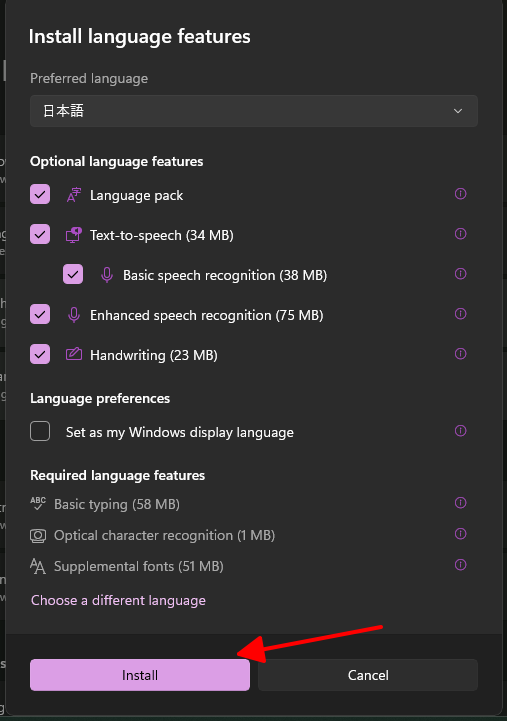 Install language features
Preferred language
日本語
Optional language features
Language pack
Text-to-speech (34 MB)
Basic speech recognition (38 MB)
Enhanced speech recognition (75 MB)
Handwriting (23 MB)
Language preferences
Set as my Windows display language
Required language features
ABC Basic typing (58 MB)
Optical character recognition (1 MB)
Supplemental fonts (51 MB)
Choose a different language
Install Cancel